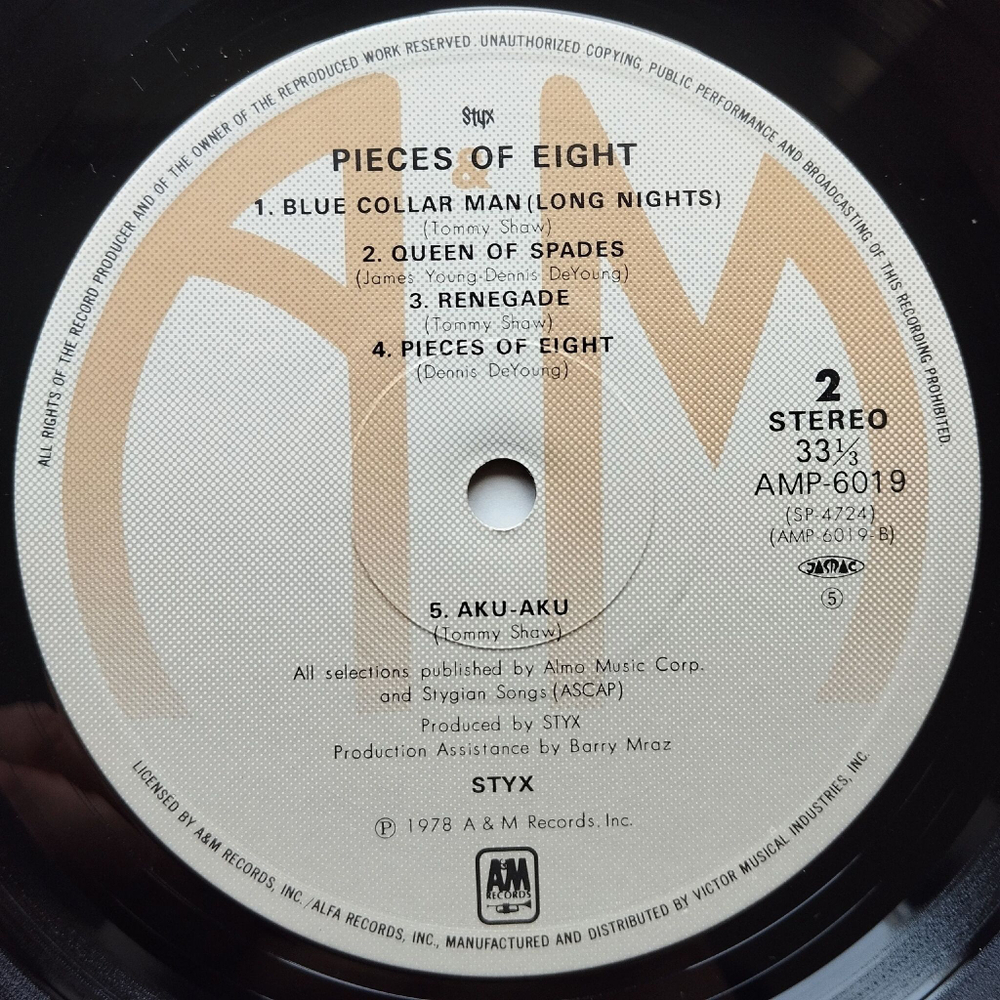 ALL RIGHTS OF THE RECORD PRODUCER AND OF THE OWNER OF THE REPRODUCED WORK RESERVED. UNAUTHORIZED COPYING, PUBLIC PERFORMANCE AND BROADCASTING OF THIS RECORDING PROHIBITED.
Styx
&
PIECES OF EIGHT
1. BLUE COLLAR MAN (LONG NIGHTS)
(Tommy Shaw)
2. QUEEN OF SPADES
(James Young-Dennis DeYoung)
3. RENEGADE
(Tommy Shaw)
4. PIECES OF EIGHT
(Dennis DeYoung)
2
STEREO
33 1/3
AMP-6019
(SP-4724)
(AMP-6019-B)
JASRAC
⑤
5. AKU-AKU
(Tommy Shaw)
All selections published by Almo Music Corp.
and Stygian Songs (ASCAP)
Produced by STYX
Production Assistance by Barry Mraz
STYX
Ⓟ 1978 A & M Records, Inc.
A&M
RECORDS
LICENSED BY A&M RECORDS, INC./ALFA RECORDS, INC., MANUFACTURED AND DISTRIBUTED BY VICTOR MUSICAL INDUSTRIES, INC.